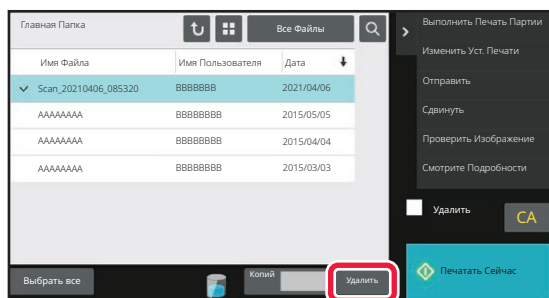 Главная Папка
Все Файлы
Имя Файла Имя Пользователя Дата
Scan_20210406_085320 BBBBBBB 2021/04/06
AAAAAAAA BBBBBBBB 2015/05/05
AAAAAAAA BBBBBBBB 2015/04/04
AAAAAAAA BBBBBBBB 2015/03/03
Выбрать все
Копий
Удалить
Выполнить Печать Партии
Изменить Уст. Печати
Отправить
Сдвинуть
Проверить Изображение
Смотрите Подробности
Удалить
CA
Печатать Сейчас